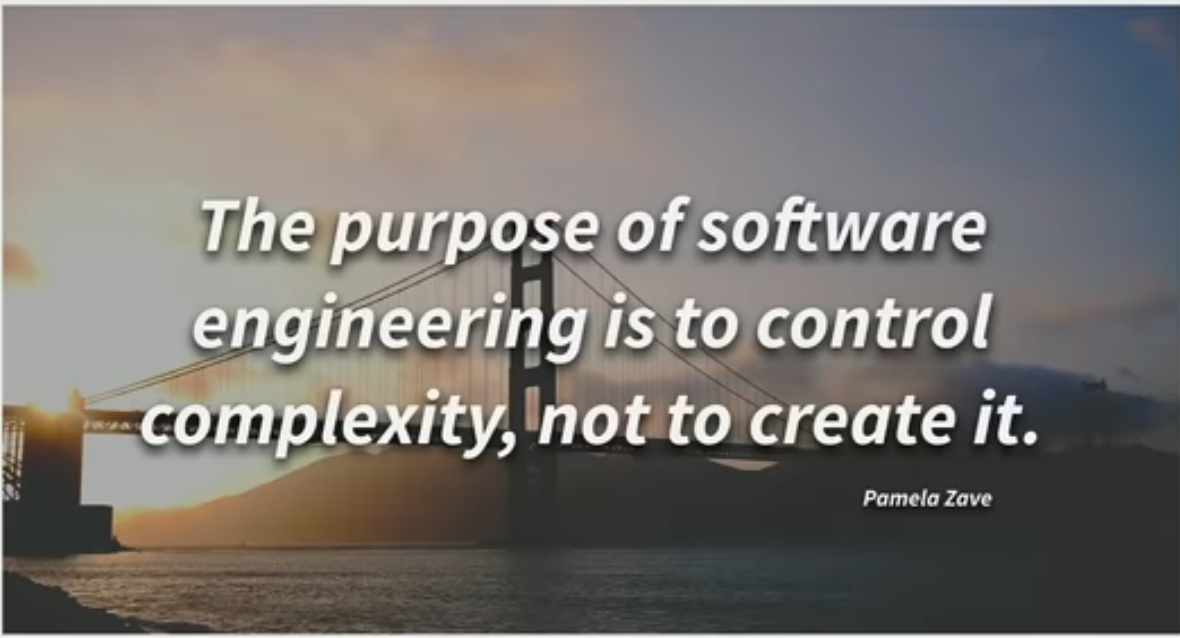 The purpose of software
engineering is to control
complexity, not to create it.
Pamela Zave